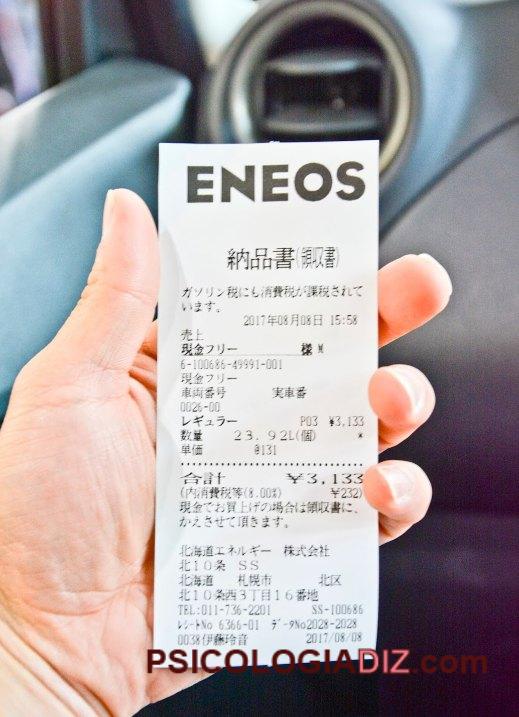 ENEOS
納品書(領収書)
ガソリン税にも消費税が課税されて
います。
2017年08月08日 15:58
売上
現金フリー 様 M
6-100686-49991-001
現金フリー
車両番号 実車番
0026-00
レギュラー P03 ¥3,133
数量 23.92L(個) *
単価 @131
合計 ¥3,133
(内消費税等(8.00%) ¥232)
現金でお買上げの場合は領収書に、
かえさせて頂きます。
北海道エネルギー 株式会社
北10条 SS
北海道 札幌市 北区
北10条西3丁目16番地
TEL:011-736-2201 SS-100686
レシートNo 6366-01 データNo2028-2028
0038伊藤玲音 2017/08/08
PSICOLOGIADIZ.com